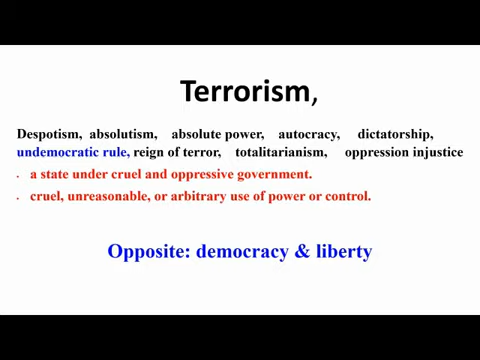 Terrorism,
Despotism, absolutism, absolute power, autocracy, dictatorship,
undemocratic rule, reign of terror, totalitarianism, oppression injustice
• a state under cruel and oppressive government.
• cruel, unreasonable, or arbitrary use of power or control.
Opposite: democracy & liberty